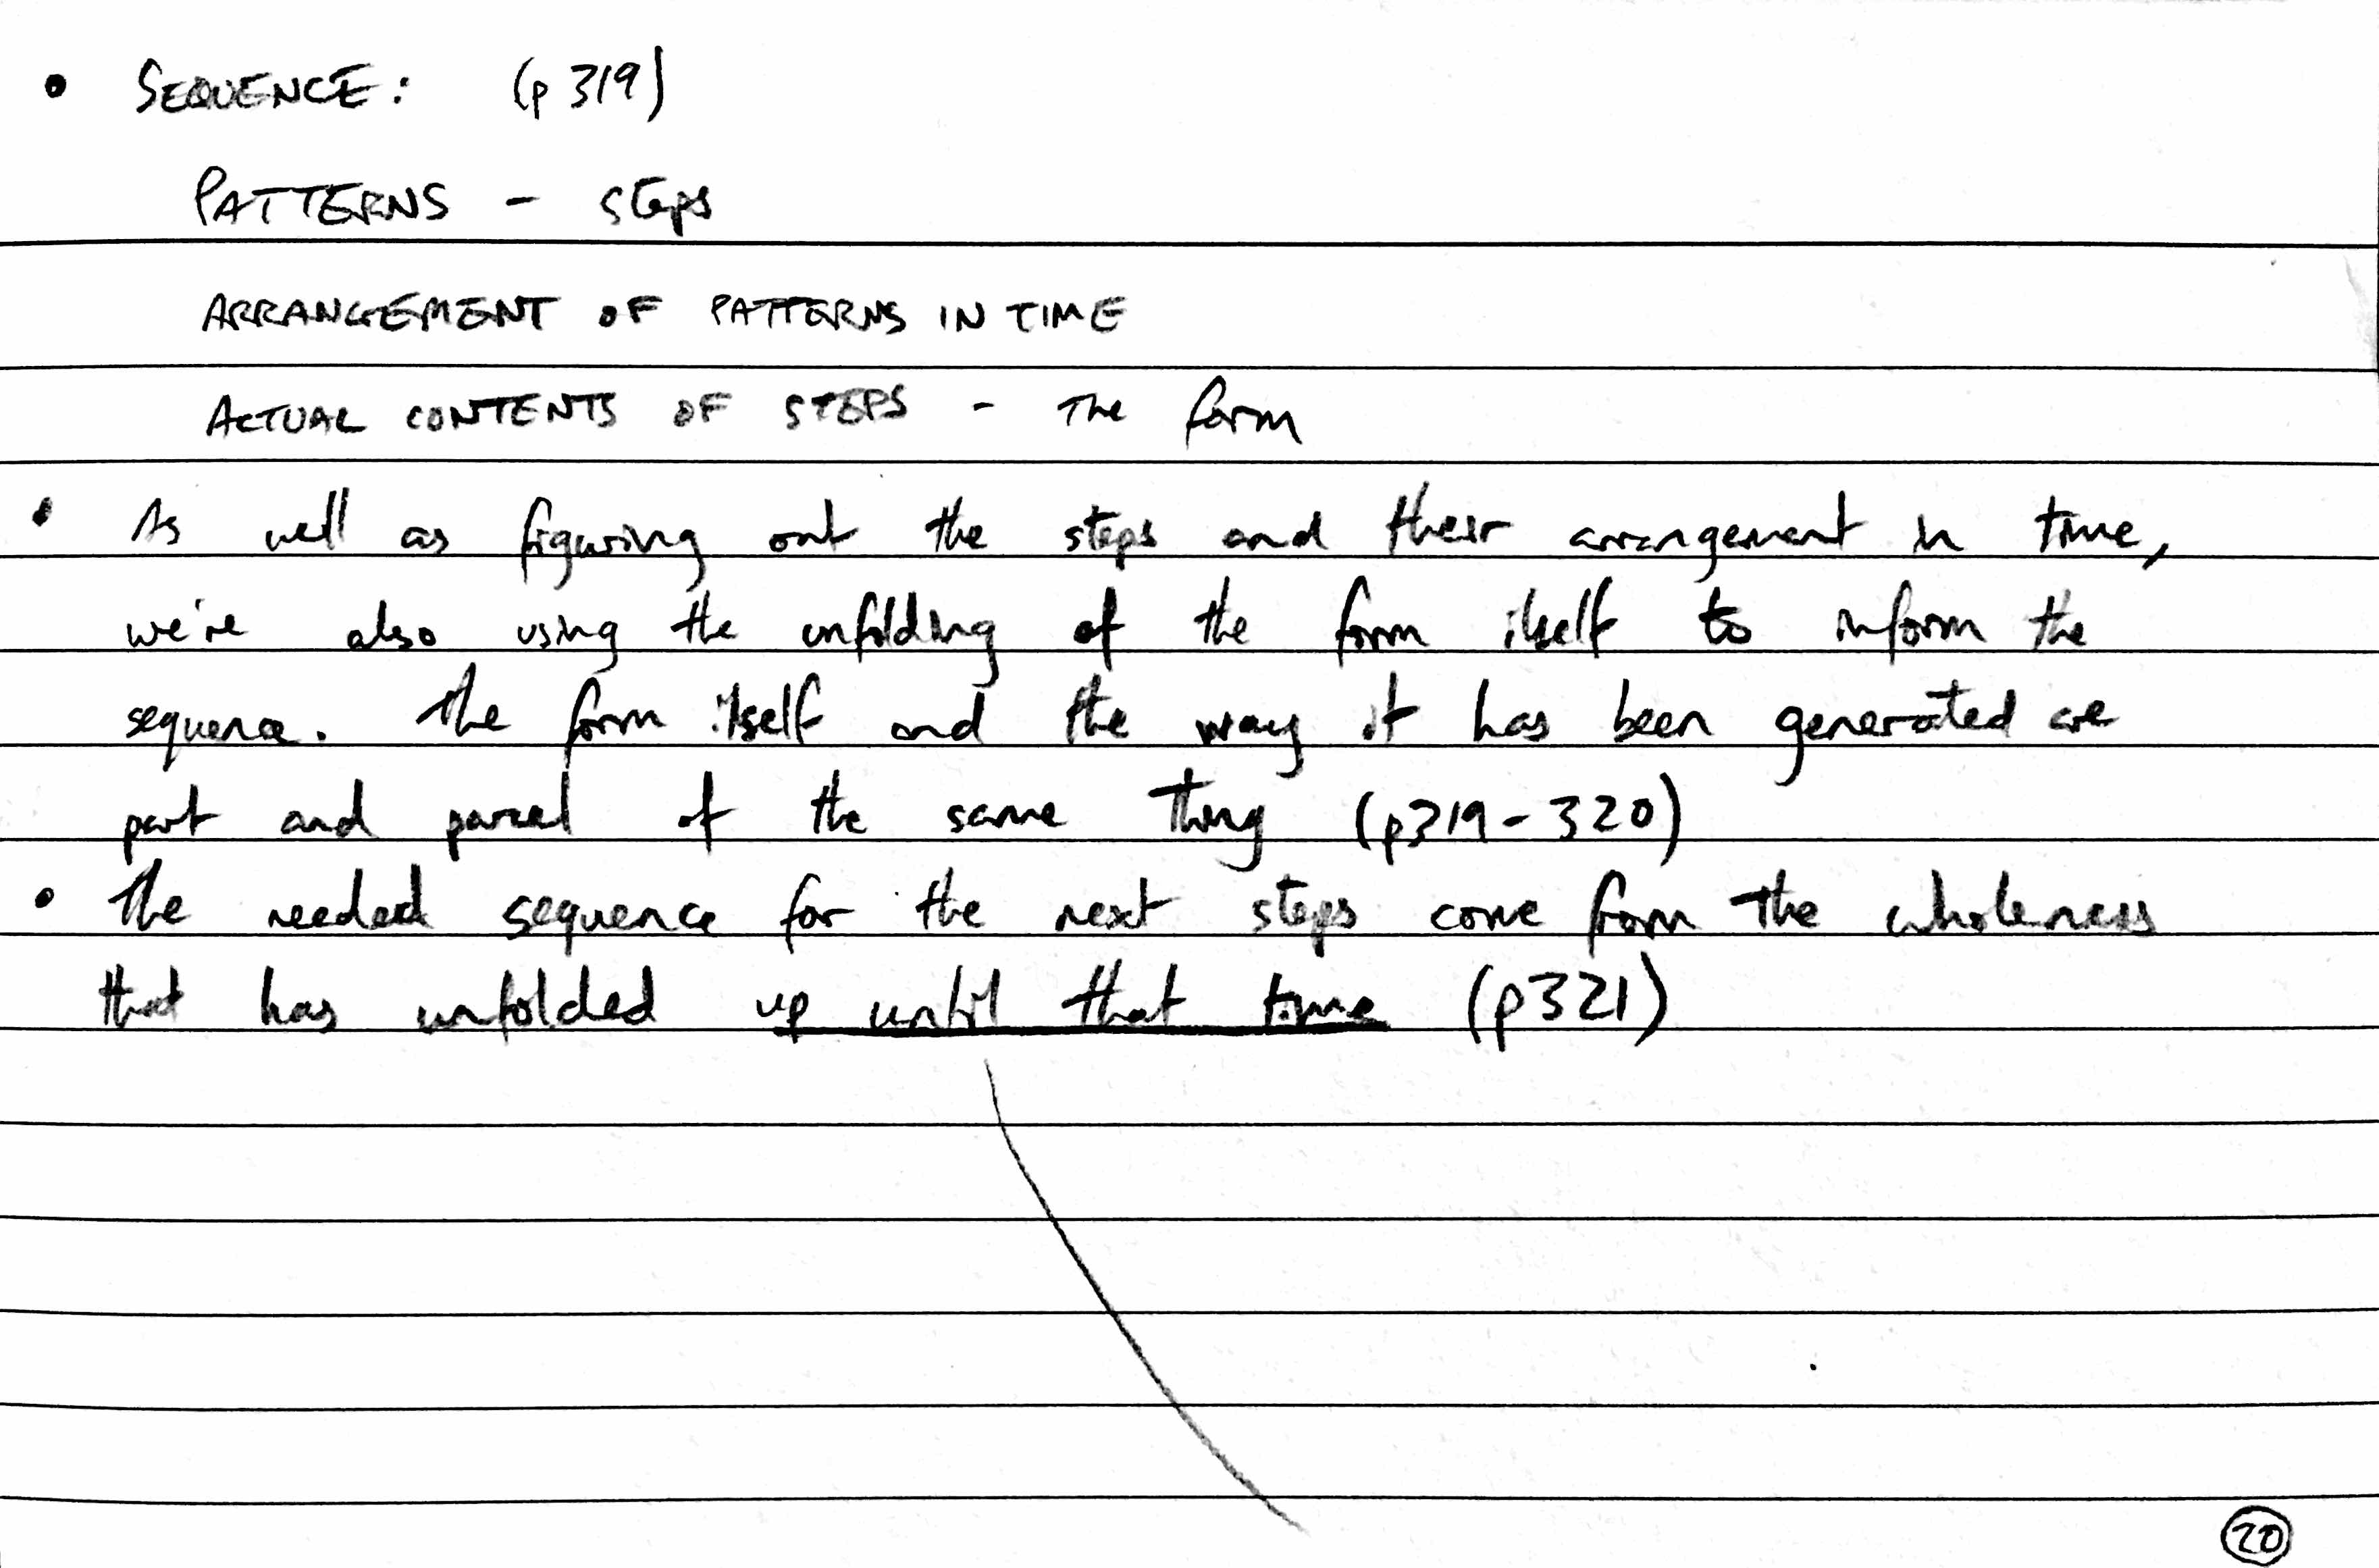 • SEQUENCE: (p 319)
PATTERNS - steps
ARRANGEMENT OF PATTERNS IN TIME
ACTUAL CONTENTS OF STEPS - The form
• As well as figuring out the steps and their arrangement in time,
we're also using the unfolding of the form itself to inform the
sequence. The form itself and the way it has been generated are
part and parcel of the same thing (p319-320)
• The needed sequence for the next steps come from the wholeness
that has unfolded up until that time (p321)
20